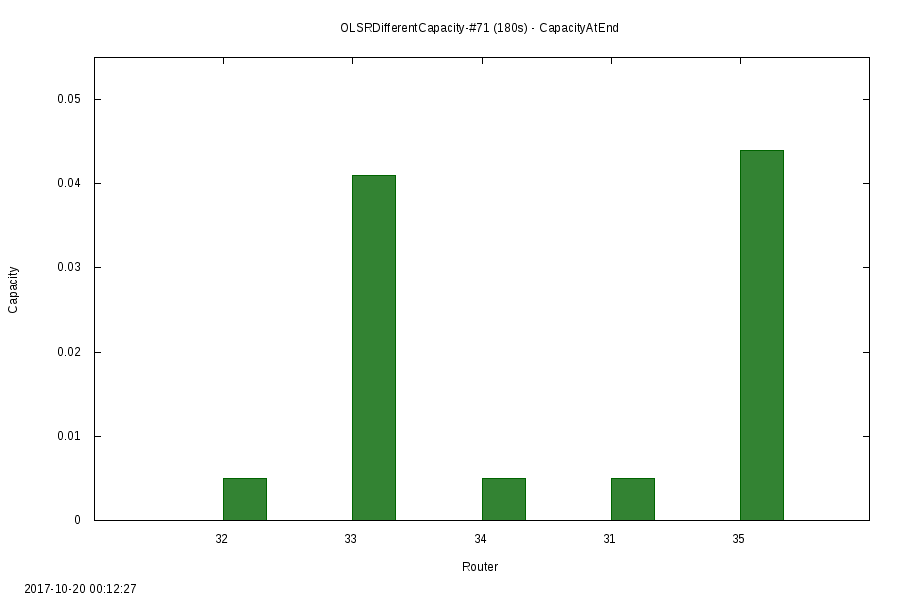 OLSRDifferentCapacity-#71 (180s) - CapacityAtEnd
0.05
0.04
0.03
0.02
0.01
0
Capacity
32 33 34 31 35
Router
2017-10-20 00:12:27